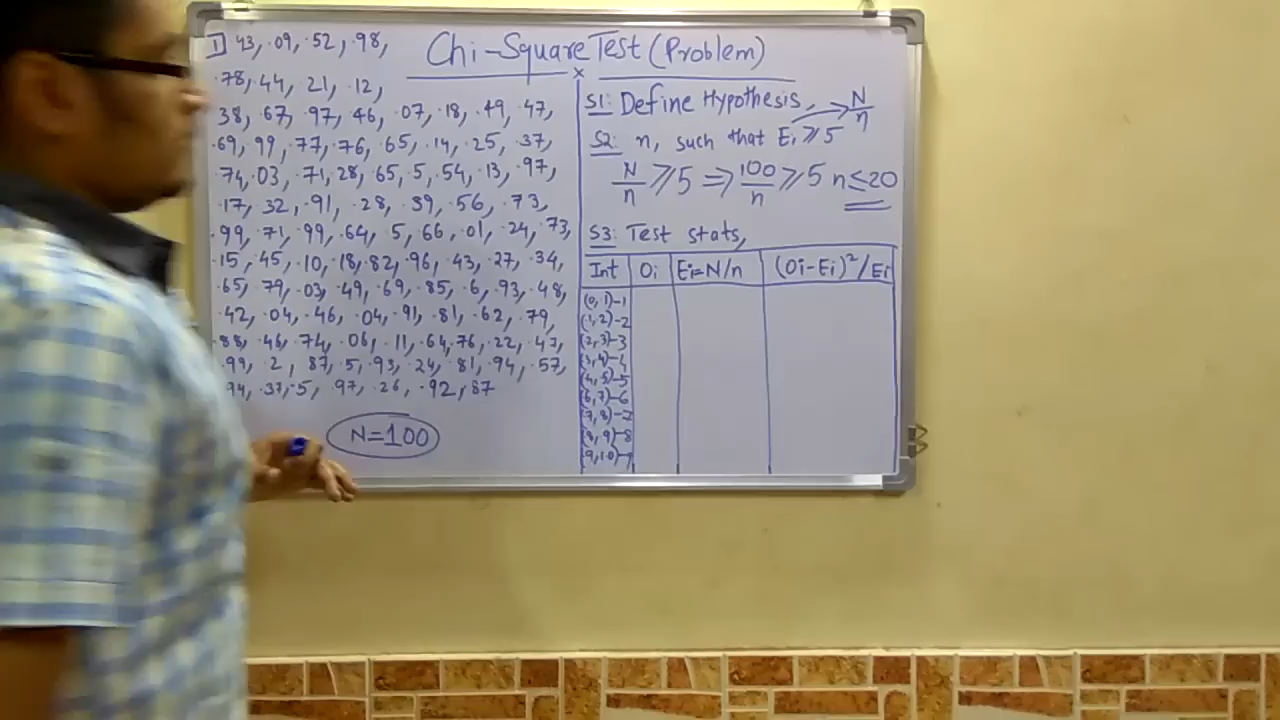 1 43, .09, .52, .98,
.78, .44, .21, .12,
38, .67, .97, .46, .07, .18, .49, .47,
.69, 99, .77, .76, .65, .14, .25, .37,
.74, .03, .71, 28, .65, .5, .54, .13, .97,
.17, 32, .91, .28, .39, .56, .73,
.99, .71, .99, .64, 5, .66, .01, .24, .73,
.15, .45, .10, .18, .82, .96, .43, .27, .34,
.65, .79, .03, .49, .69, .85, .6, .93, .48,
.42, .04, .46, .04, .91, .81, .62, .79,
.88, .46, .74, .06, .11, .64, .76, .22, .47,
.99, .2, 87, .5, .93, .24, .81, .94, .57,
.94, .37, .5, .97, .26, .92, .87
N=100
Chi-Square Test (Problem)
S1: Define Hypothesis,
N/n
S2: n, such that Ei ≥ 5
N/n ≥ 5 ⇒ 100/n ≥ 5 n ≤ 20
S3: Test stats,
Int Oi Ei=N/n (Oi-Ei)²/Ei
(0,1)-1
(1,2)-2
(2,3)-3
(3,4)-4
(4,5)-5
(6,7)-6
(7,8)-7
(8,9)-8
(9,10)-9